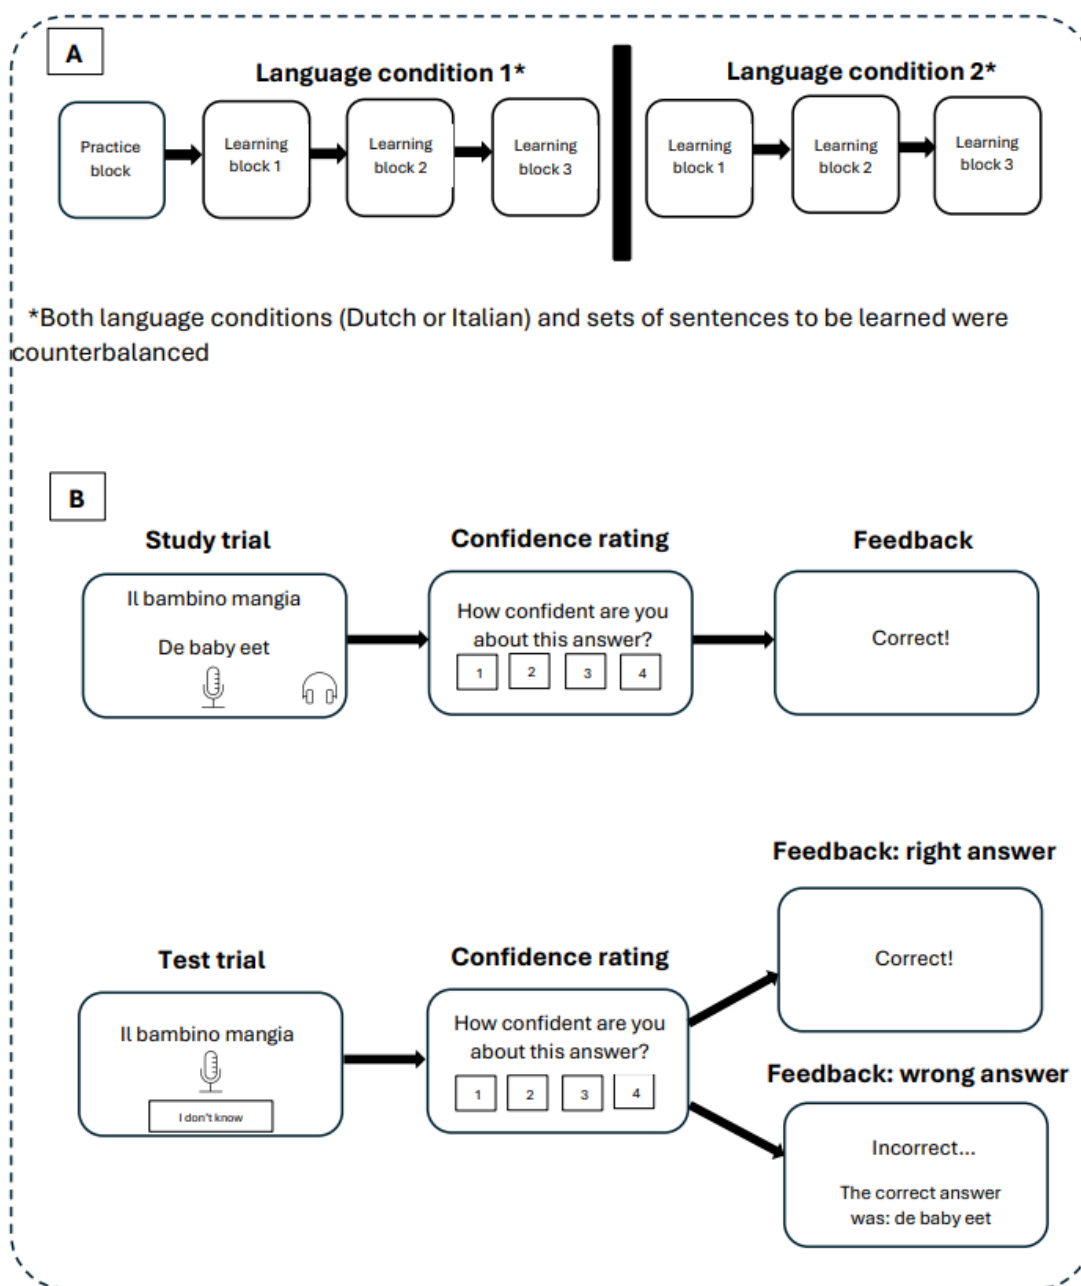 A
Language condition 1*
Language condition 2*
Practice
block
Learning
block 1
Learning
block 2
Learning
block 3
Learning
block 1
Learning
block 2
Learning
block 3
*Both language conditions (Dutch or Italian) and sets of sentences to be learned were
counterbalanced
B
Study trial
Confidence rating
Feedback
Il bambino mangia
De baby eet
How confident are you
about this answer?
1 2 3 4
Correct!
Feedback: right answer
Test trial
Confidence rating
Il bambino mangia
I don't know
How confident are you
about this answer?
1 2 3 4
Correct!
Feedback: wrong answer
Incorrect...
The correct answer
was: de baby eet